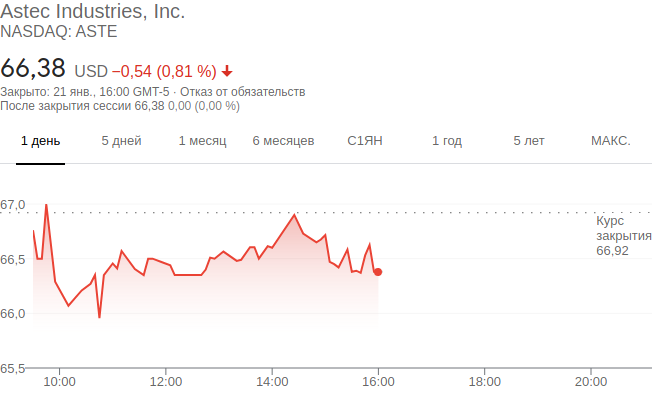 Astec Industries, Inc.
NASDAQ: ASTE
66,38 USD −0,54 (0,81 %)
Закрыто: 21 янв., 16:00 GMT-5 · Отказ от обязательств
После закрытия сессии 66,38 0,00 (0,00 %)
1 день 5 дней 1 месяц 6 месяцев С1ЯН 1 год 5 лет МАКС.
67,0
Курс
закрытия
66,92
66,5
66,0
65,5
10:00 12:00 14:00 16:00 18:00 20:00